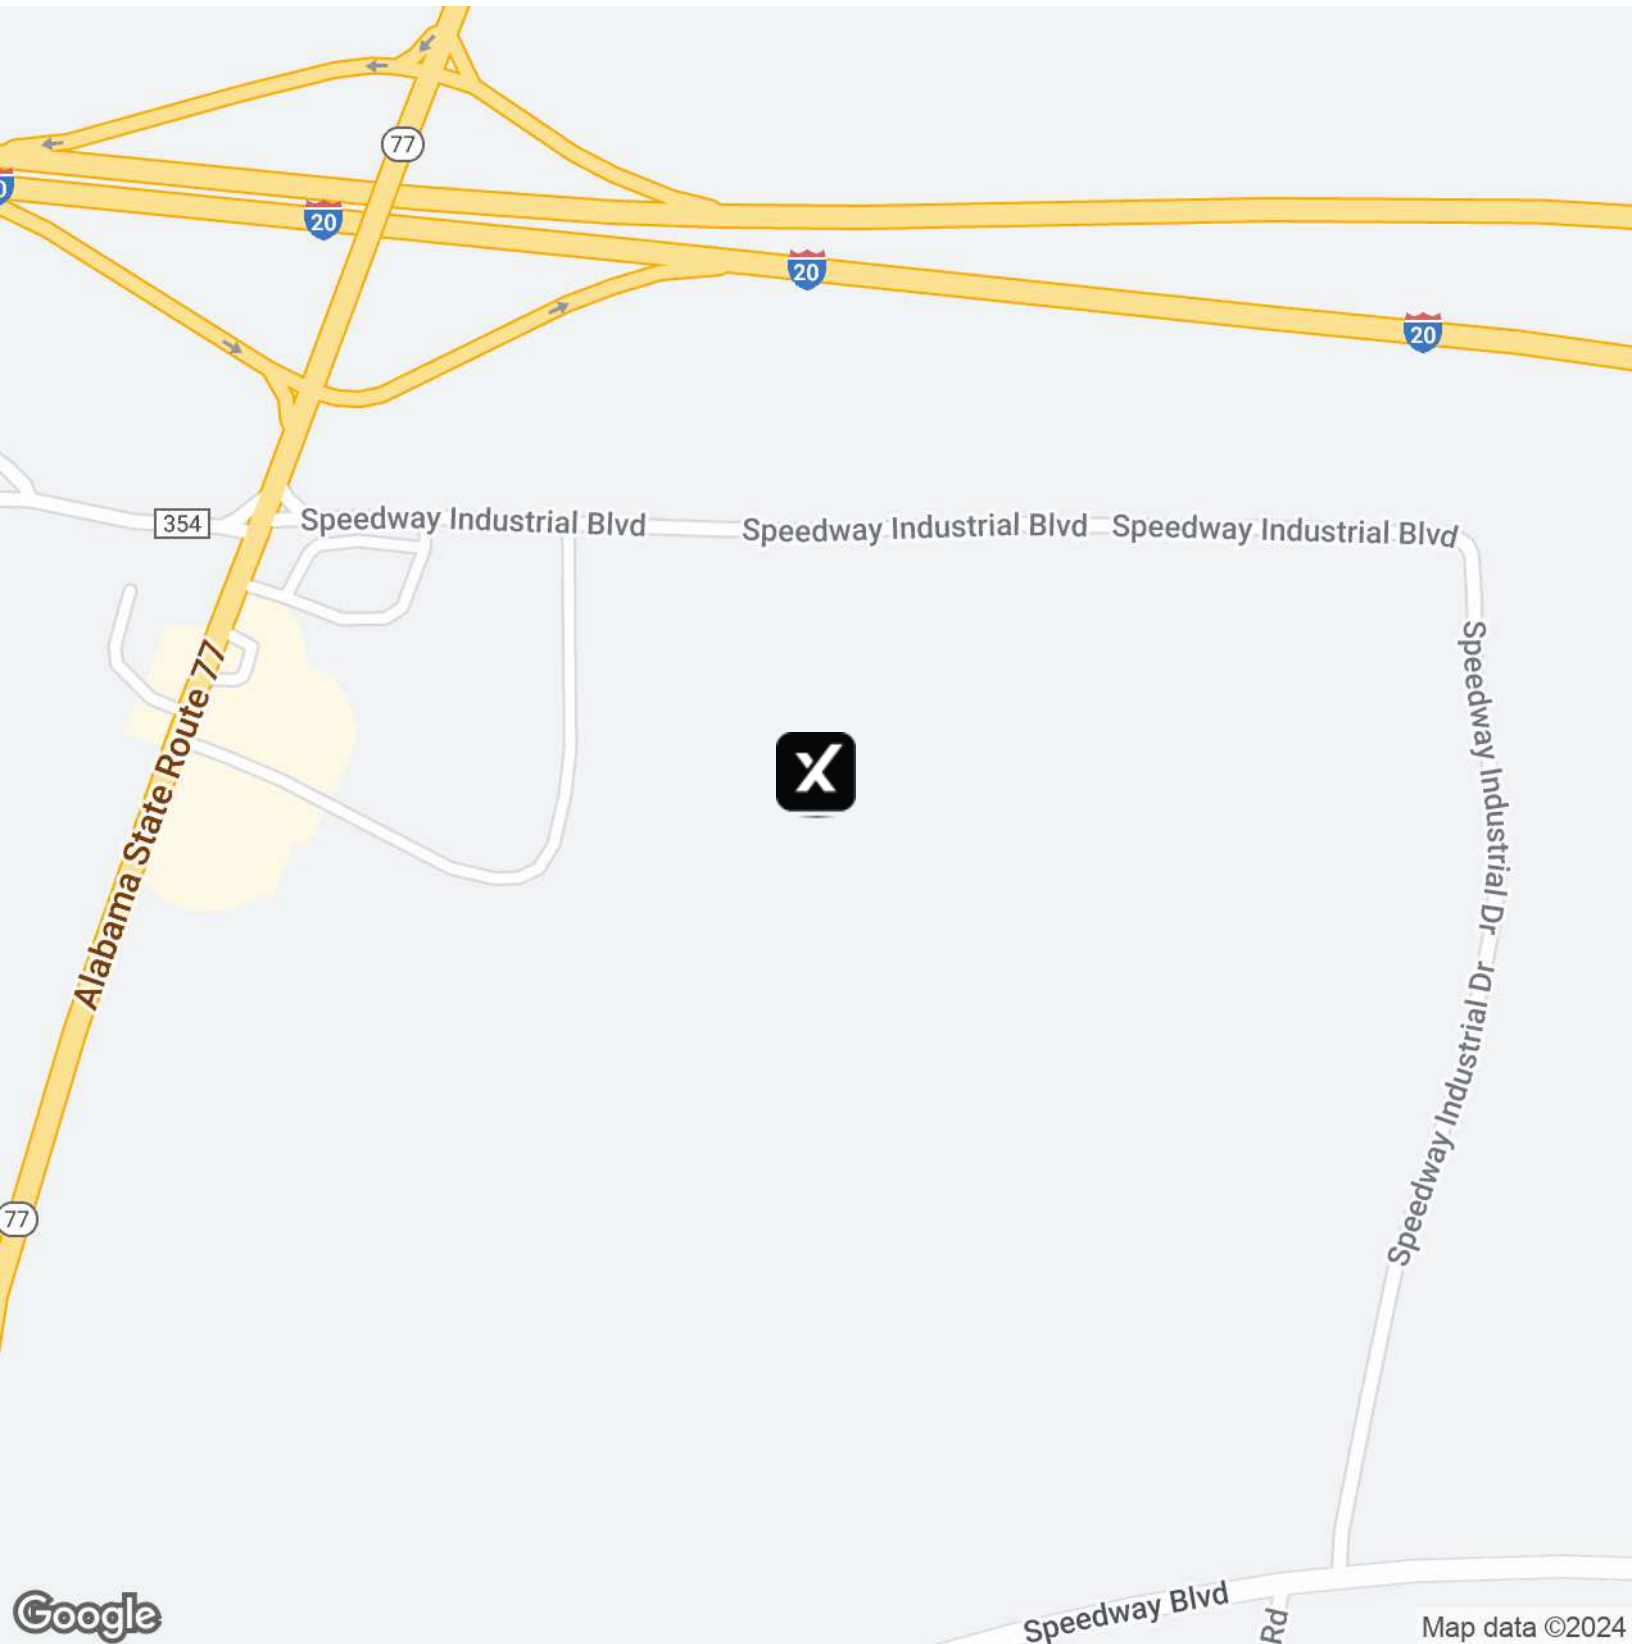 77
20
20
20
354
Speedway Industrial Blvd
Speedway Industrial Blvd
Speedway Industrial Blvd
Speedway Industrial Dr
Alabama State Route 77
X
Speedway Industrial Dr
77
Speedway Blvd
Rd
Google
Map data ©2024